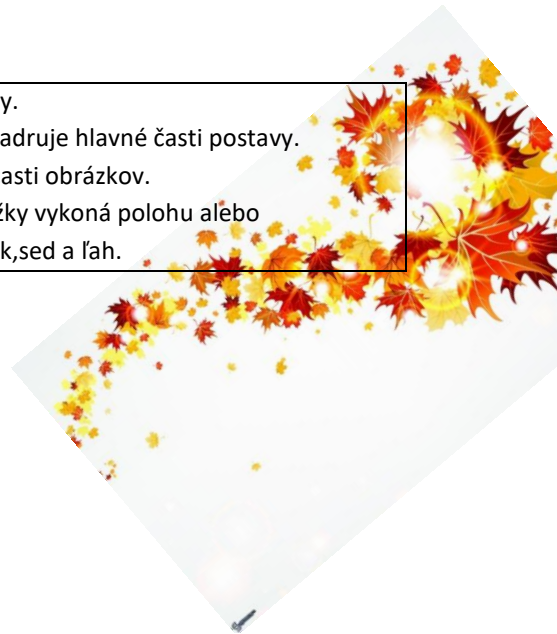 y.
adruje hlavné časti postavy.
asti obrázkov.
žky vykoná polohu alebo
k,sed a ľah.